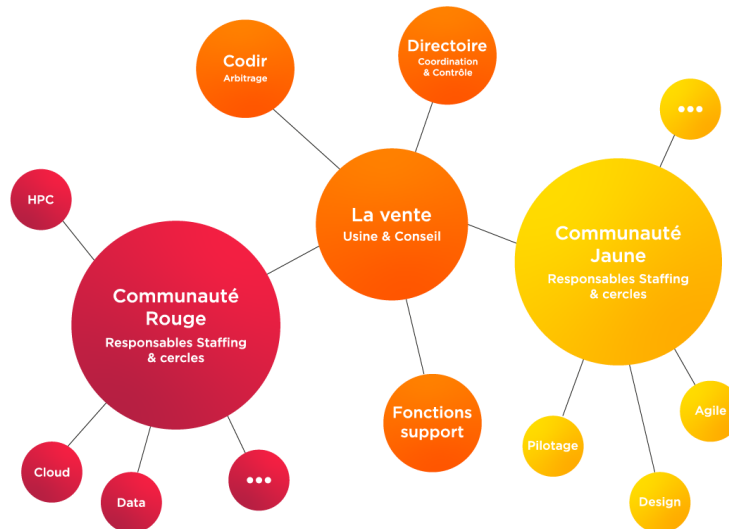 Codir
Arbitrage
Directoire
Coordination
& Contrôle
•••
HPC
La vente
Usine & Conseil
Communauté
Jaune
Responsables Staffing
& cercles
Communauté
Rouge
Responsables Staffing
& cercles
Fonctions
support
Agile
Pilotage
Cloud
Data
•••
Design